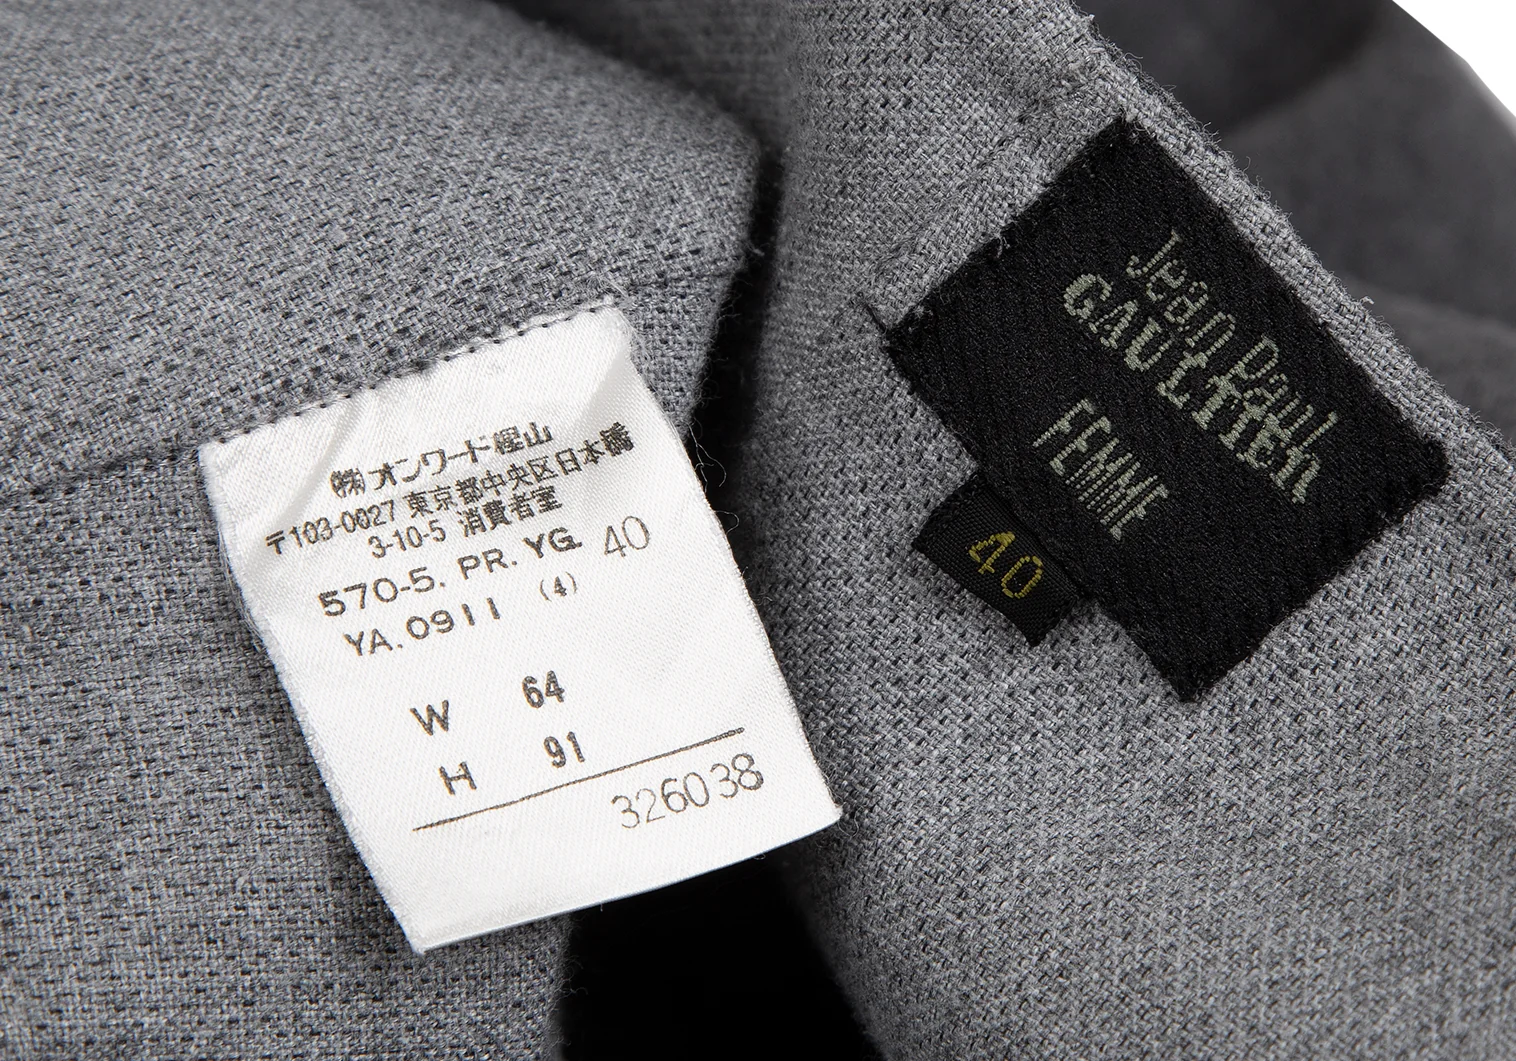 ㈱オンワード樫山
〒103-0027 東京都中央区日本橋
3-10-5 消費者室
570-5. PR. YG. 40
YA. 0911 (4)
W 64
H 91
326038
Jean Paul
GAULTIER
FEMME
40